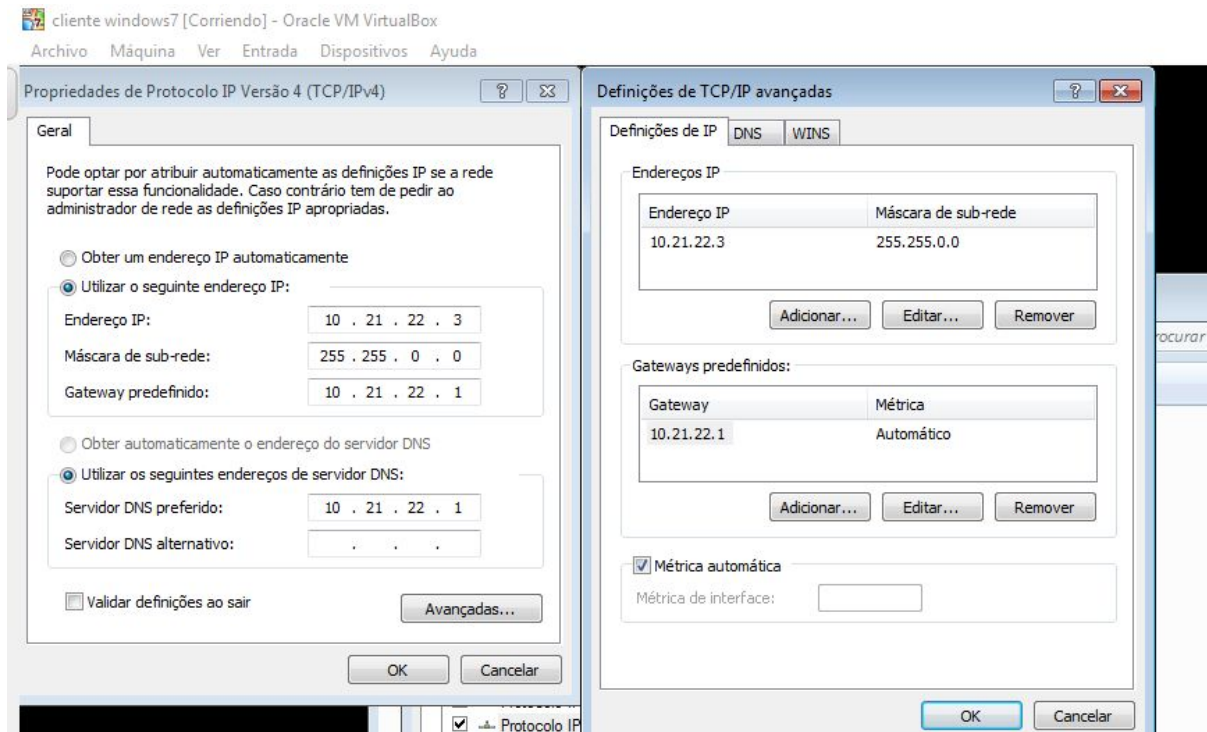 cliente windows7 [Corriendo] - Oracle VM VirtualBox
Archivo Máquina Ver Entrada Dispositivos Ayuda
Propriedades de Protocolo IP Versão 4 (TCP/IPv4)
Geral
Pode optar por atribuir automaticamente as definições IP se a rede
suportar essa funcionalidade. Caso contrário tem de pedir ao
administrador de rede as definições IP apropriadas.
Obter um endereço IP automaticamente
Utilizar o seguinte endereço IP:
Endereço IP: 10 . 21 . 22 . 3
Máscara de sub-rede: 255 . 255 . 0 . 0
Gateway predefinido: 10 . 21 . 22 . 1
Obter automaticamente o endereço do servidor DNS
Utilizar os seguintes endereços de servidor DNS:
Servidor DNS preferido: 10 . 21 . 22 . 1
Servidor DNS alternativo: . . .
Validar definições ao sair
Avançadas...
OK Cancelar
Protocolo IP
Definições de TCP/IP avançadas
Definições de IP DNS WINS
Endereços IP
Endereço IP Máscara de sub-rede
10.21.22.3 255.255.0.0
Adicionar... Editar... Remover
Gateways predefinidos:
Gateway Métrica
10.21.22.1 Automático
Adicionar... Editar... Remover
Métrica automática
Métrica de interface:
OK Cancelar
rocurar